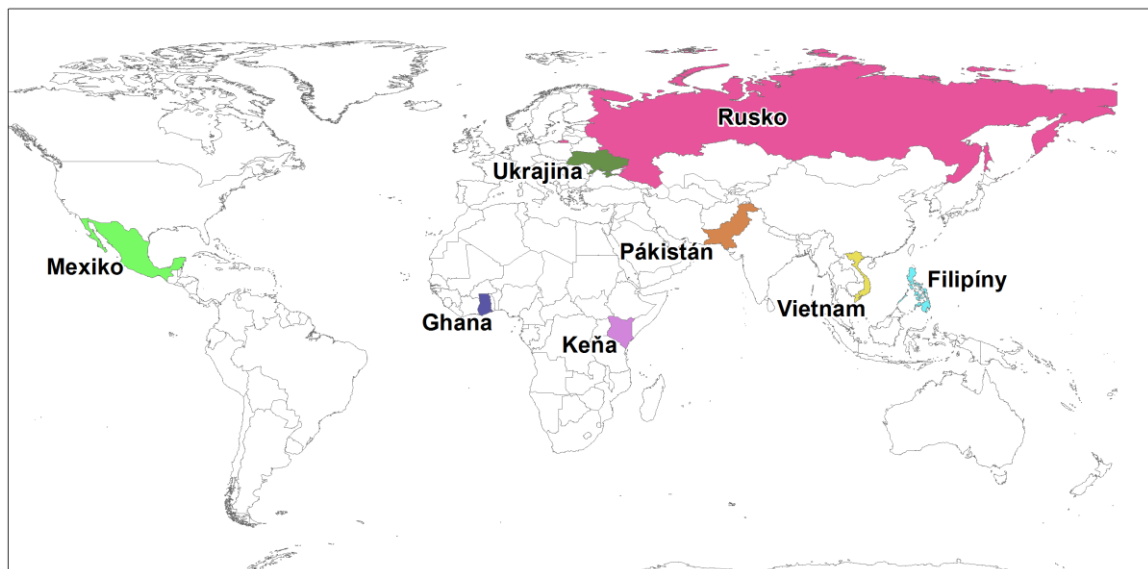 Rusko
Ukrajina
Pákistán
Mexiko
Filipíny
Vietnam
Ghana
Keňa